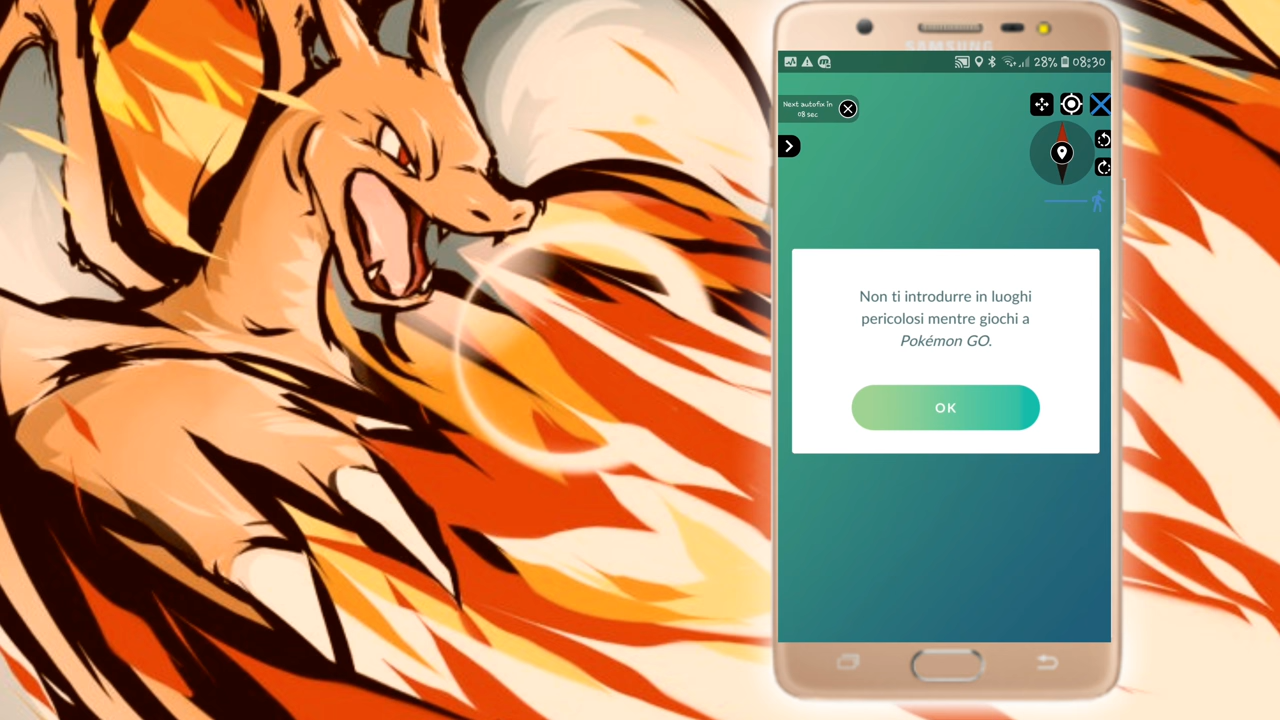 SAMSUNG
28% 08:30
Next autofix in
08 sec
Non ti introdurre in luoghi
pericolosi mentre giochi a
Pokémon GO.
OK